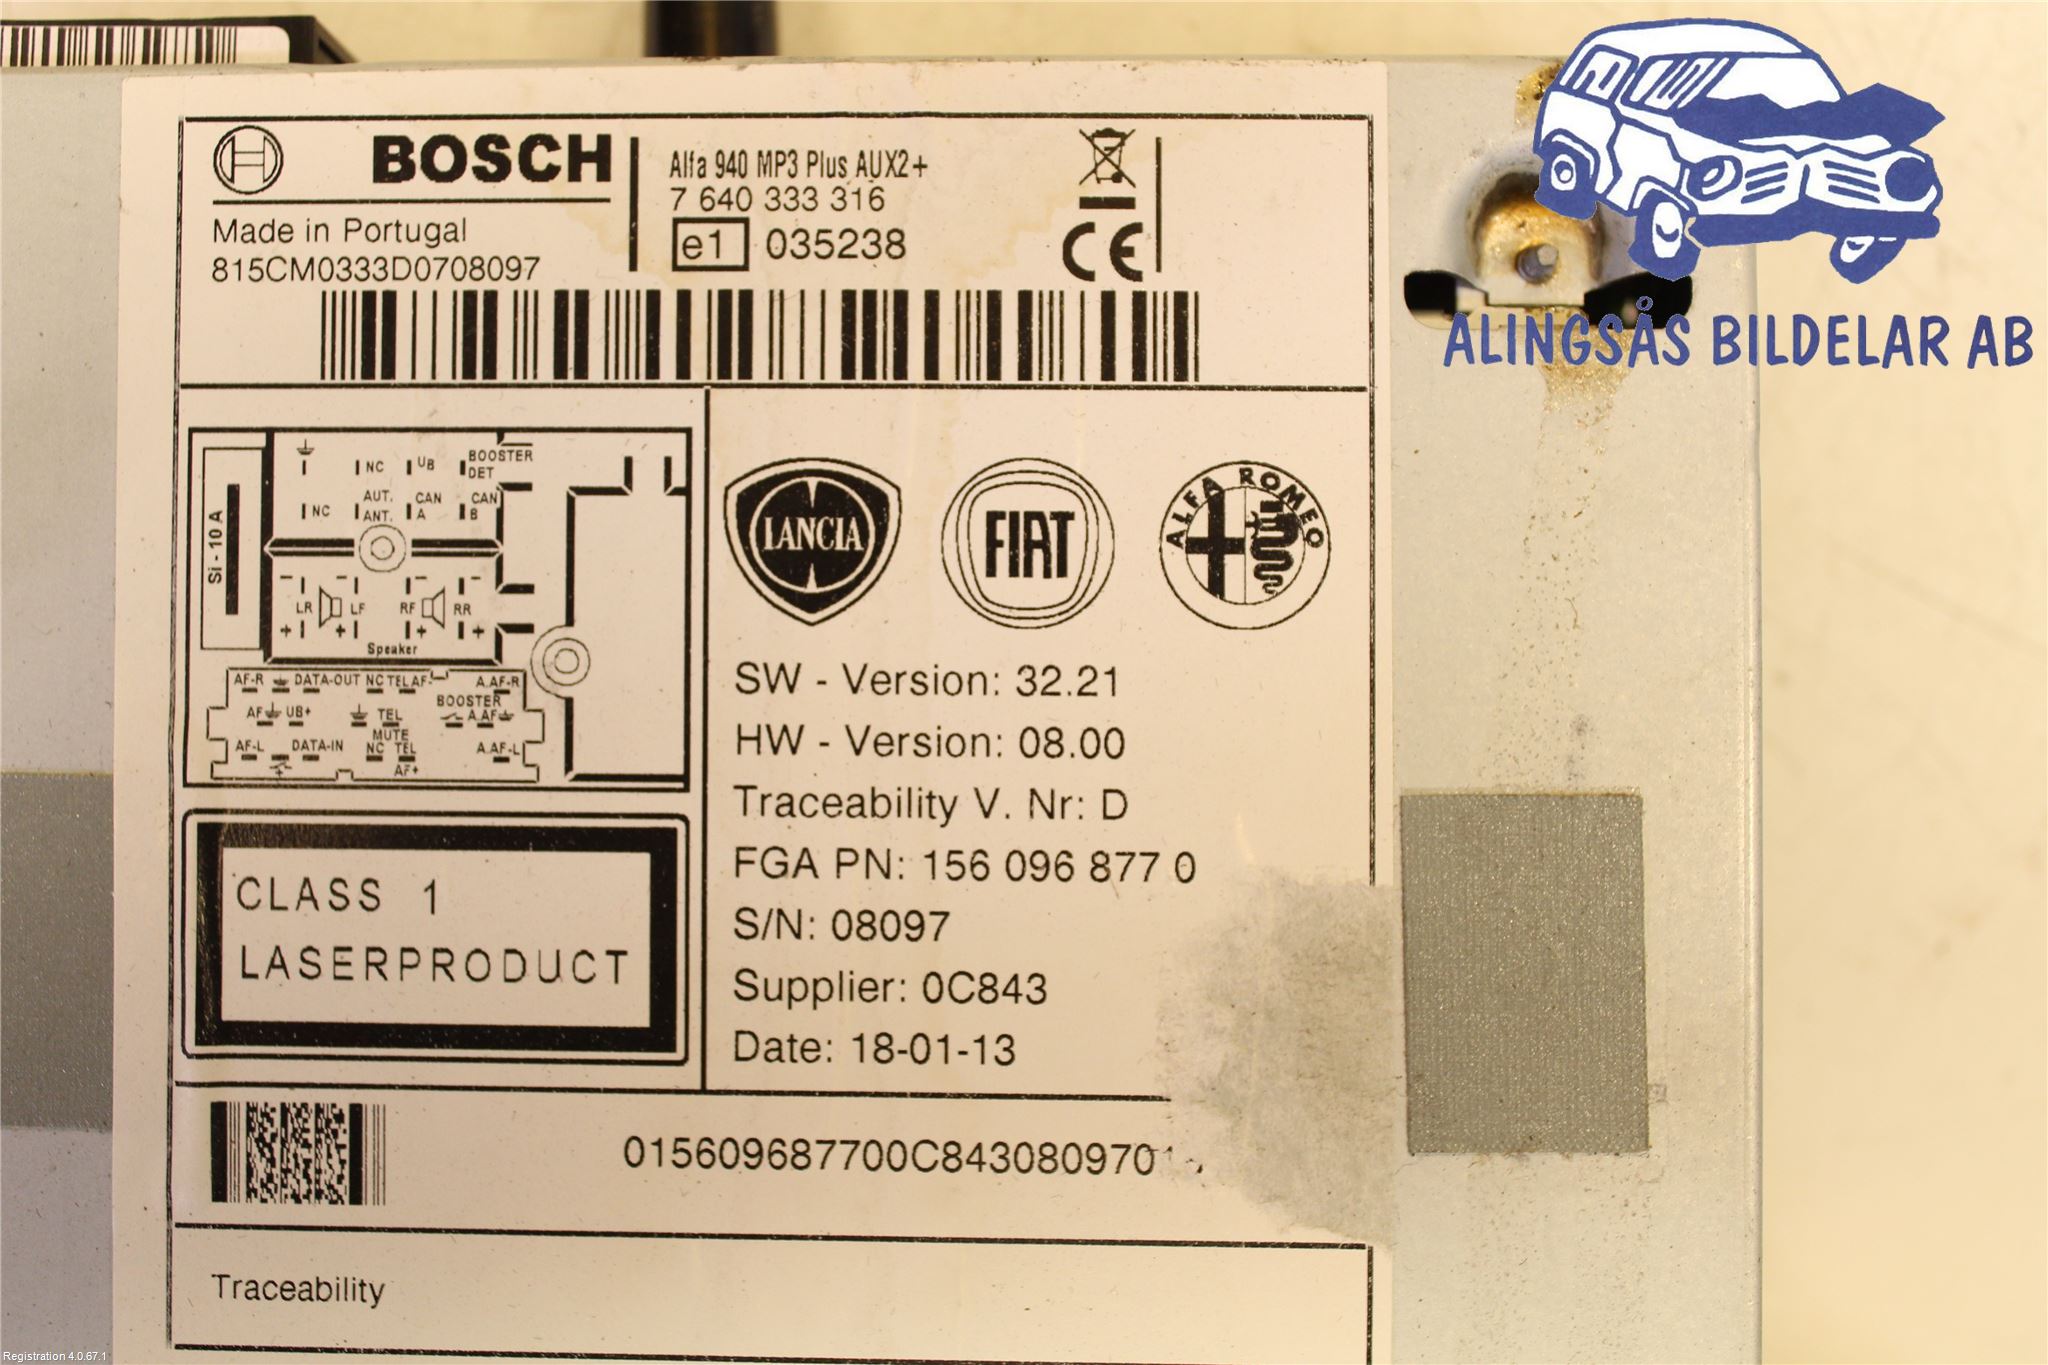 BOSCH
Alfa 940 MP3 Plus AUX2+
7 640 333 316
Made in Portugal
e1 035238
CE
815CM0333D0708097
ALINGSÅS BILDELAR AB
NC UB BOOSTER
DET
NC AUT. CAN CAN
ANT. A B
Si - 10 A
- - - -
LR LF RF RR
+ + + +
Speaker
AF-R DATA-OUT NC TEL AF- A.AF-R
BOOSTER
AF UB+ TEL A.AF
MUTE
AF-L DATA-IN NC TEL A.AF-L
AF+
LANCIA
FIAT
ALFA ROMEO
SW - Version: 32.21
HW - Version: 08.00
Traceability V. Nr: D
FGA PN: 156 096 877 0
S/N: 08097
Supplier: 0C843
Date: 18-01-13
CLASS 1
LASERPRODUCT
015609687700C843080970
Traceability
Registration 4.0.67.1